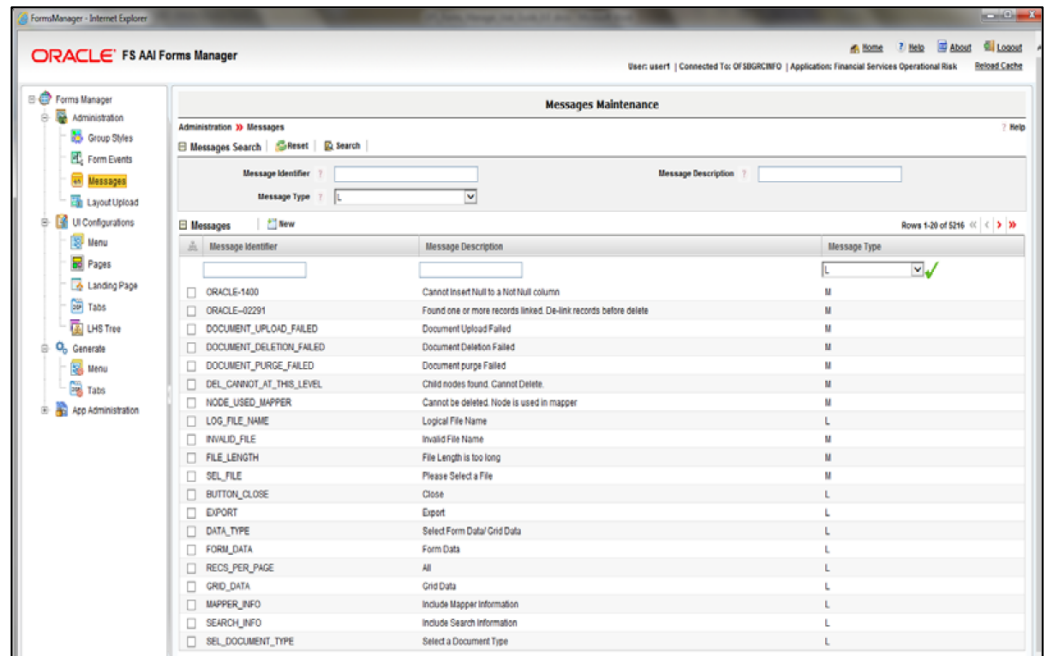 FormsManager - Internet Explorer
ORACLE FS AAI Forms Manager
Home ? Help About Logout
User: user1 | Connected To: OFSBGRCINFO | Application: Financial Services Operational Risk Reload Cache
Forms Manager
Administration
Group Styles
Form Events
Messages
Layout Upload
UI Configurations
Menu
Pages
Landing Page
Tabs
LHS Tree
Generate
Menu
Tabs
App Administration
Messages Maintenance
Administration » Messages ? Help
Messages Search | Reset | Search |
Message Identifier ? Message Description ?
Message Type ? L
Messages | New Rows 1-20 of 5216
Message Identifier Message Description Message Type
L
ORACLE-1400 Cannot Insert Null to a Not Null column M
ORACLE--02291 Found one or more records linked. De-link records before delete M
DOCUMENT_UPLOAD_FAILED Document Upload Failed M
DOCUMENT_DELETION_FAILED Document Deletion Failed M
DOCUMENT_PURGE_FAILED Document purge Failed M
DEL_CANNOT_AT_THIS_LEVEL Child nodes found. Cannot Delete. M
NODE_USED_MAPPER Cannot be deleted. Node is used in mapper M
LOG_FILE_NAME Logical File Name L
INVALID_FILE Invalid File Name M
FILE_LENGTH File Length is too long M
SEL_FILE Please Select a File M
BUTTON_CLOSE Close L
EXPORT Export L
DATA_TYPE Select Form Data/ Grid Data L
FORM_DATA Form Data L
RECS_PER_PAGE All L
GRID_DATA Grid Data L
MAPPER_INFO Include Mapper Information L
SEARCH_INFO Include Search Information L
SEL_DOCUMENT_TYPE Select a Document Type L